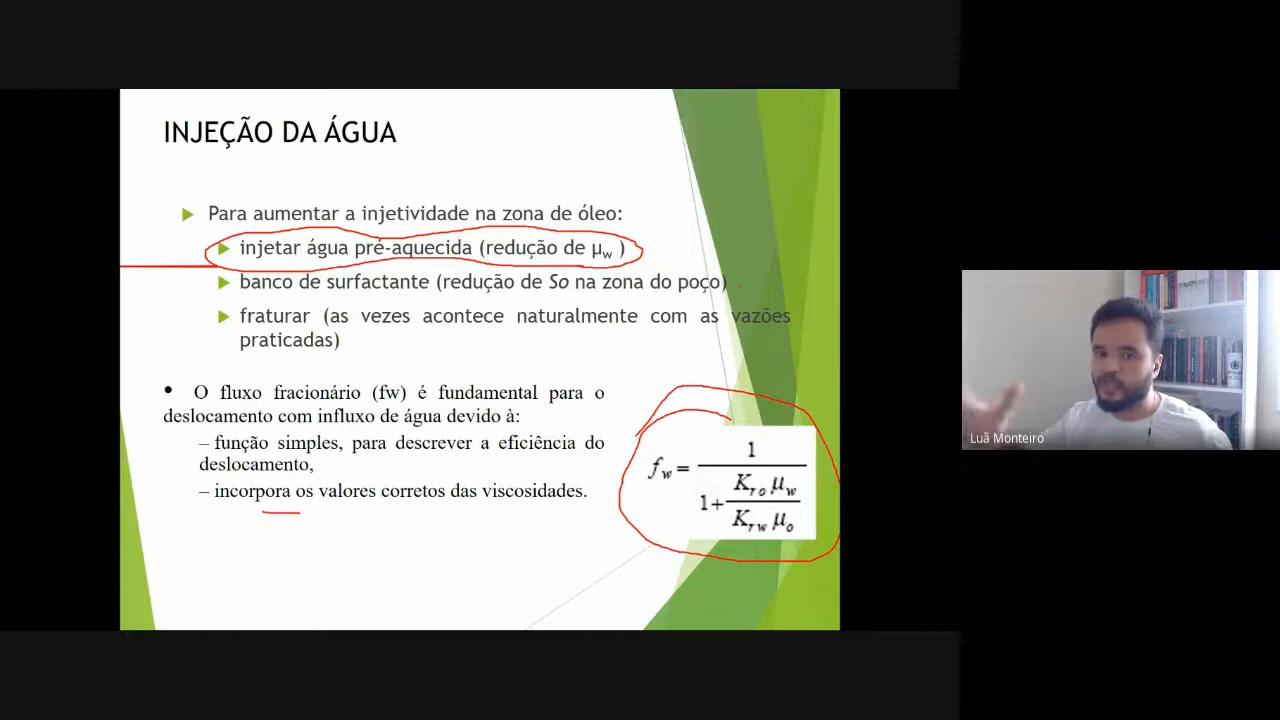 INJEÇÃO DA ÁGUA
Para aumentar a injetividade na zona de óleo:
injetar água pré-aquecida (redução de μw )
banco de surfactante (redução de So na zona do poço)
fraturar (as vezes acontece naturalmente com as vazões
praticadas)
• O fluxo fracionário (fw) é fundamental para o
deslocamento com influxo de água devido à:
– função simples, para descrever a eficiência do
deslocamento,
– incorpora os valores corretos das viscosidades.
fw = 1 / (1 + (Kro μw) / (Krw μo))
Luã Monteiro